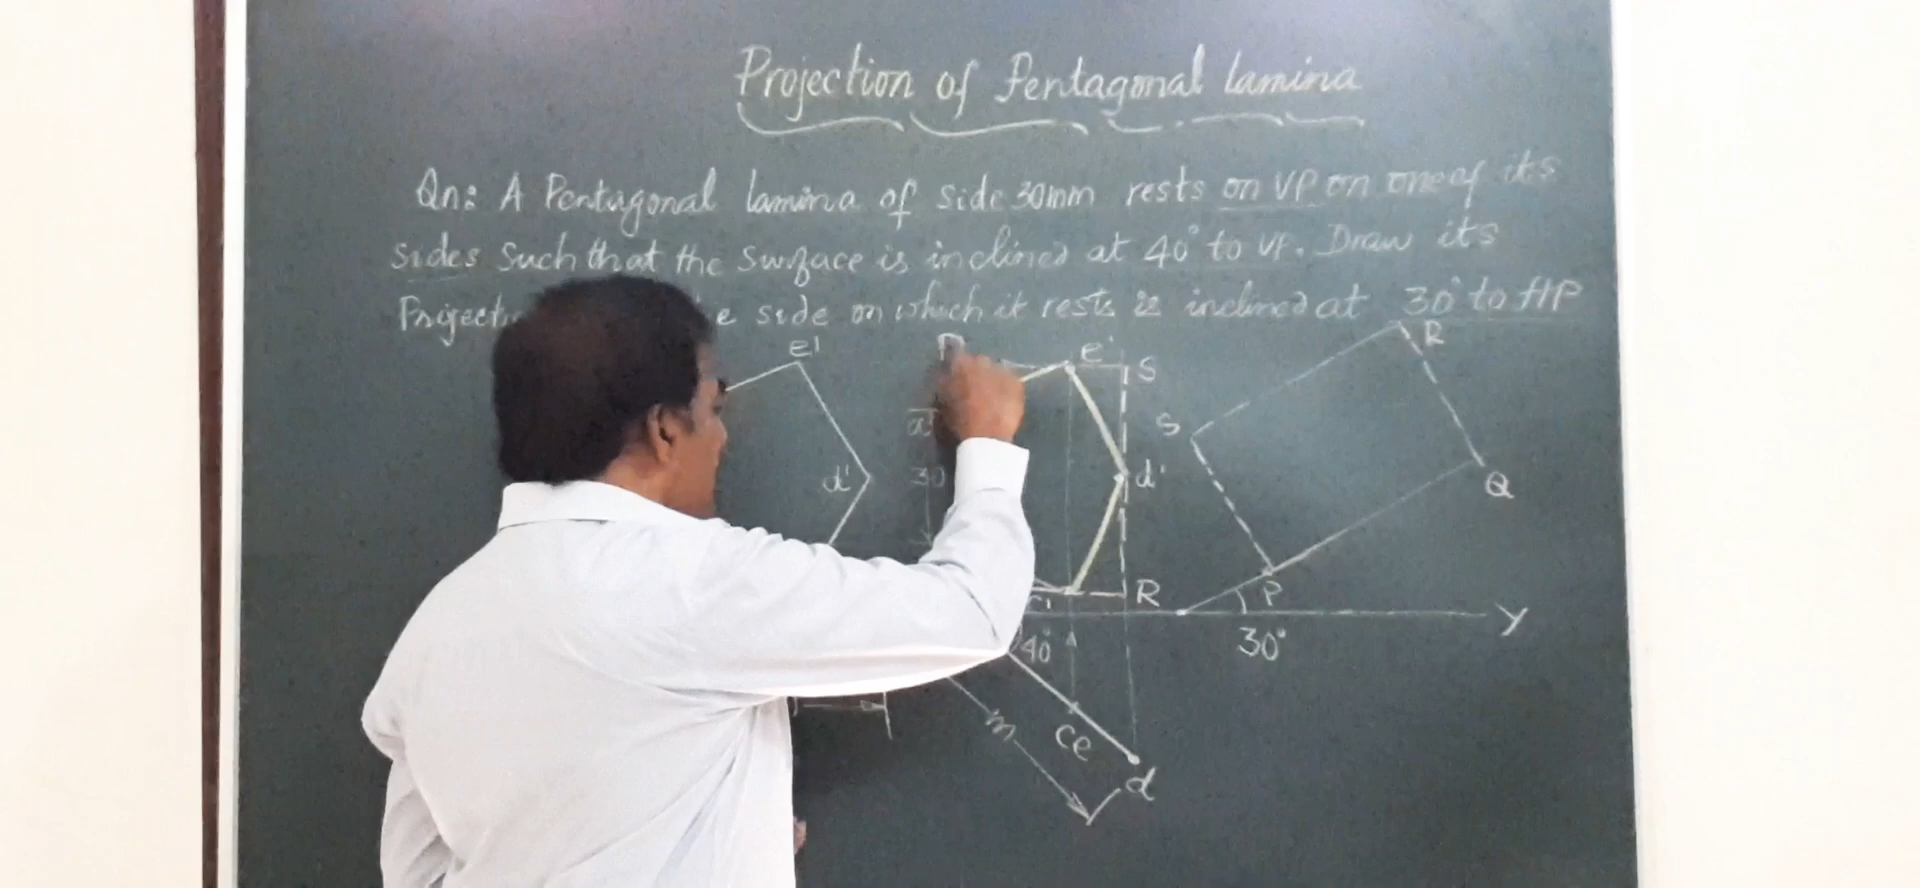 Projection of Pentagonal lamina
Qn: A Pentagonal lamina of side 30mm rests on VP on one of its
sides Such that the surface is inclined at 40° to VP. Draw its
side on which it rests is inclined at 30° to HP
e'
P
e'
S
R
a'
S
d'
30
d'
Q
c'
R
P
Y
40°
30°
m
ce
d